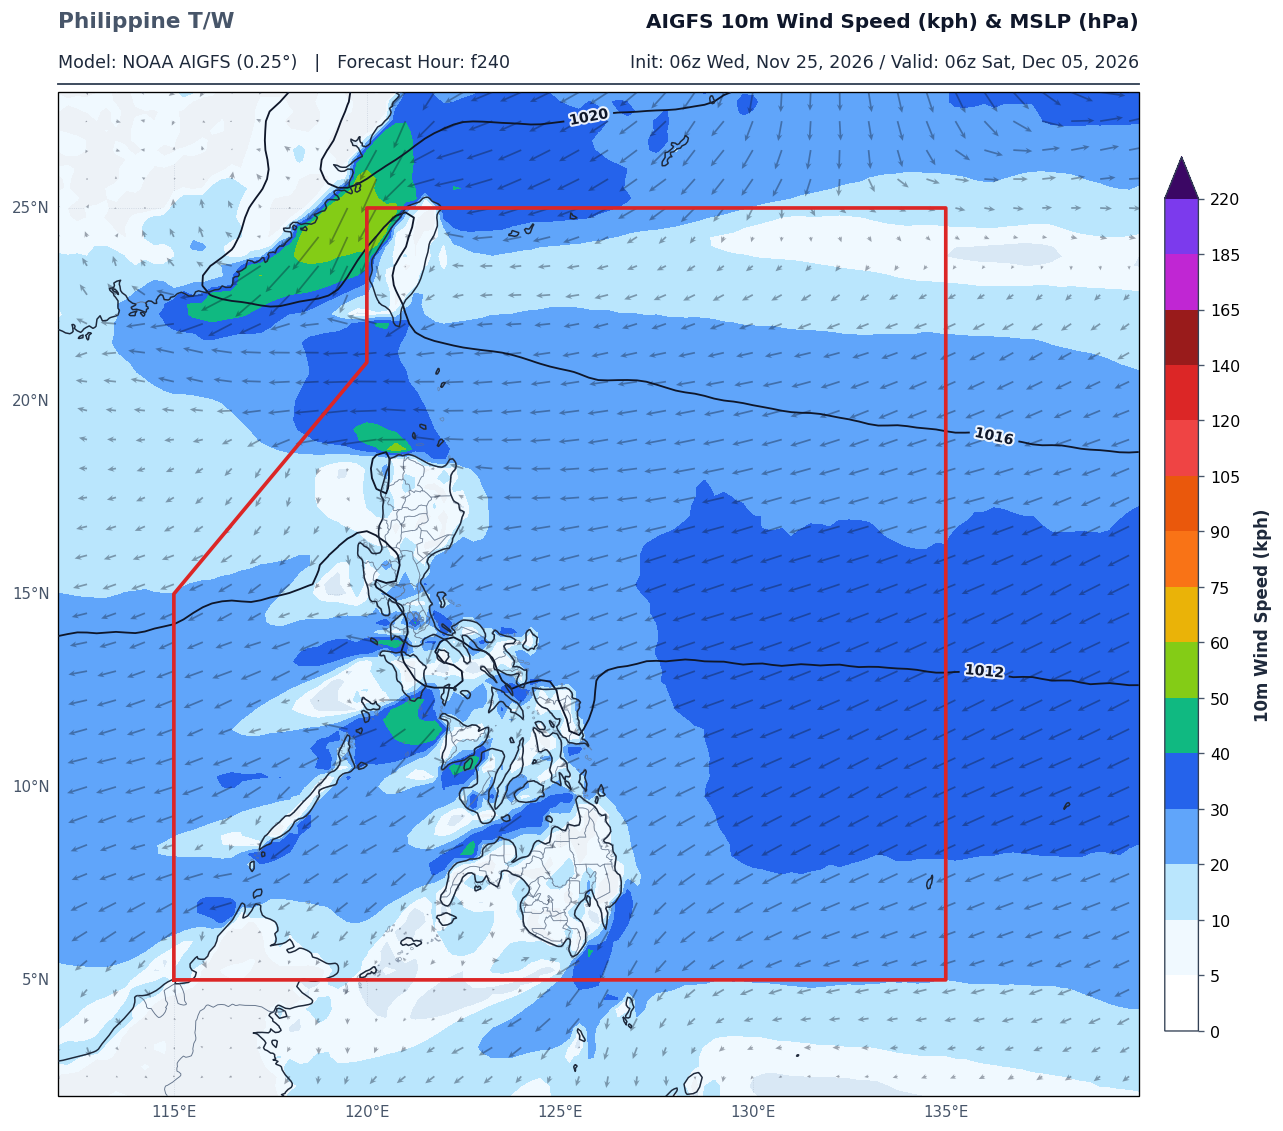 Philippine T/W
AIGFS 10m Wind Speed (kph) & MSLP (hPa)
Model: NOAA AIGFS (0.25°) | Forecast Hour: f240
Init: 06z Wed, Nov 25, 2026 / Valid: 06z Sat, Dec 05, 2026
1020
1016
1012
25°N
20°N
15°N
10°N
5°N
115°E
120°E
125°E
130°E
135°E
220
185
165
140
120
105
90
75
60
50
40
30
20
10
5
0
10m Wind Speed (kph)